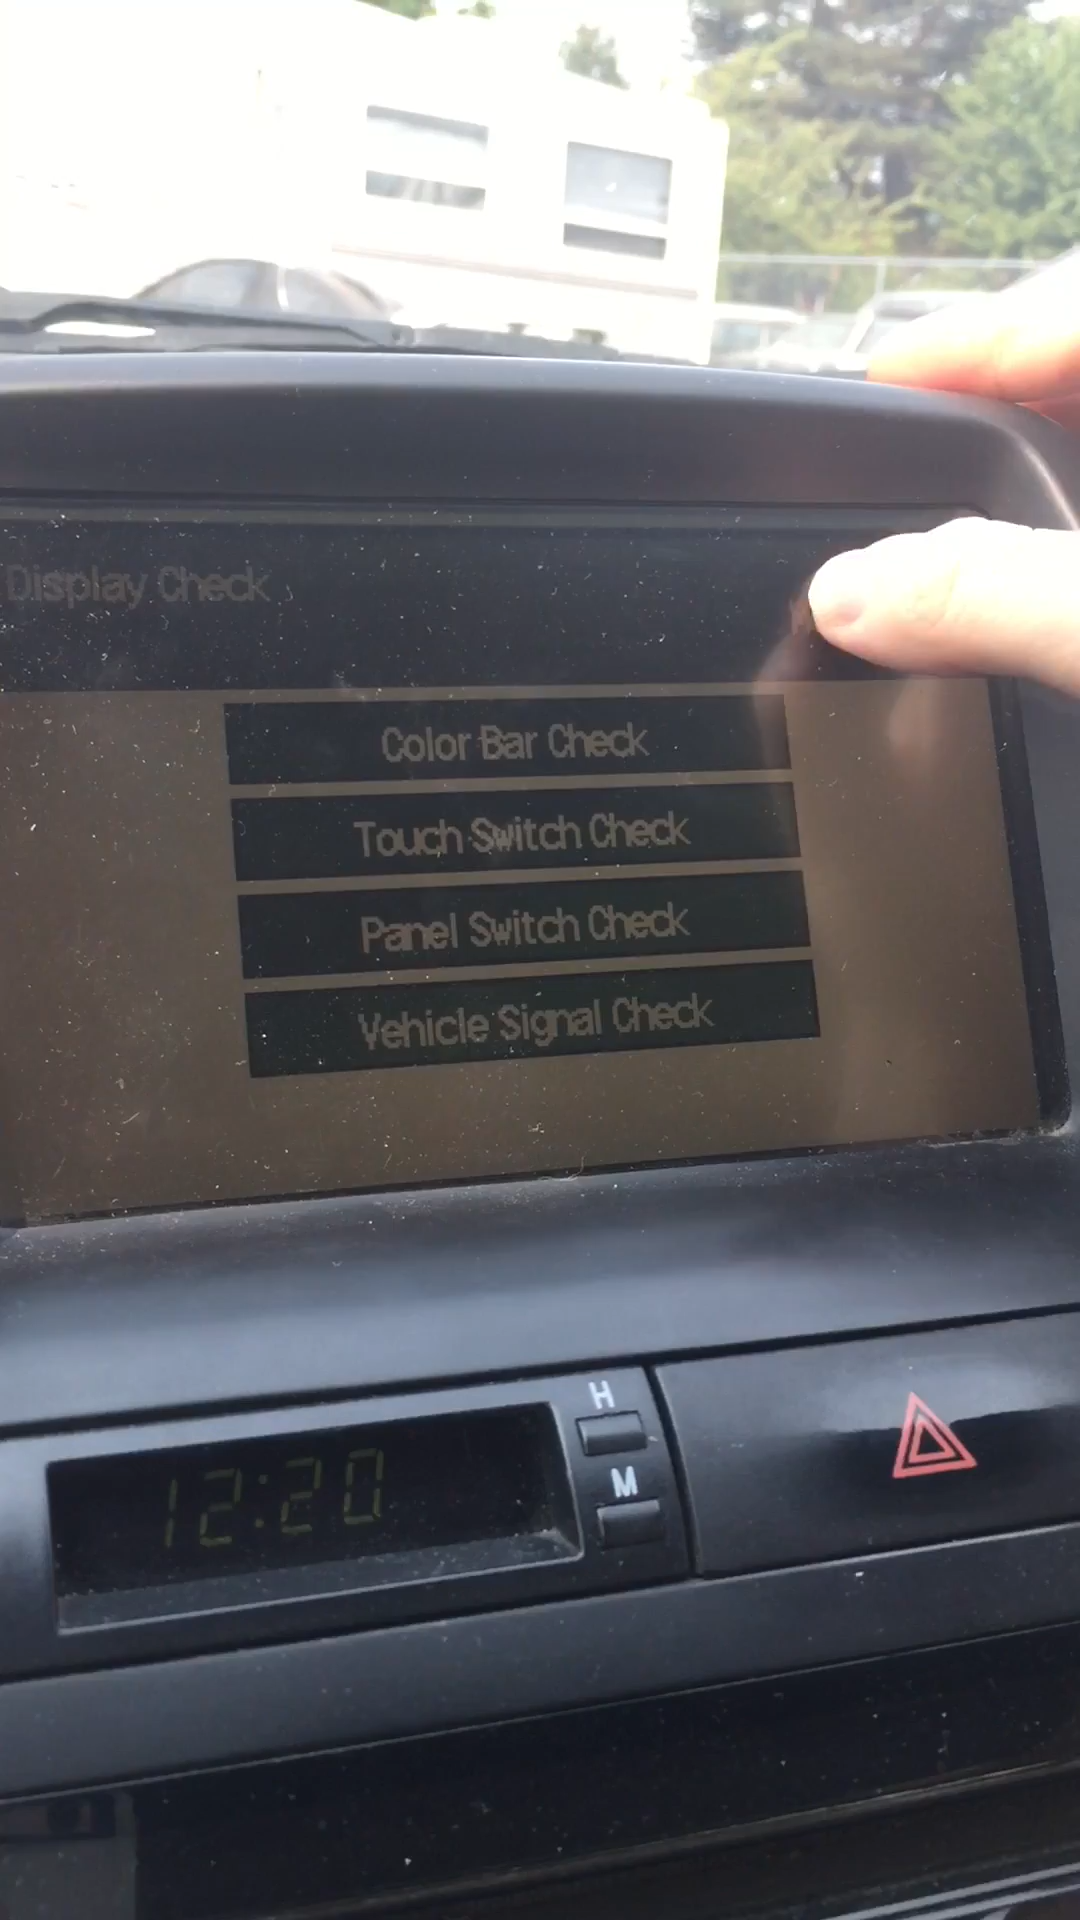 Display Check
Color Bar Check
Touch Switch Check
Panel Switch Check
Vehicle Signal Check
H
12:20
M